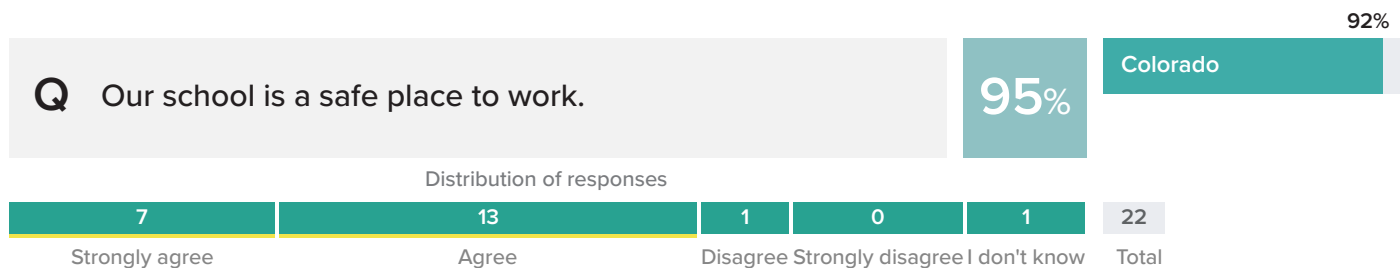 92%
Q Our school is a safe place to work.
95%
Colorado
Distribution of responses
7 13 1 0 1 22
Strongly agree Agree Disagree Strongly disagree I don't know Total